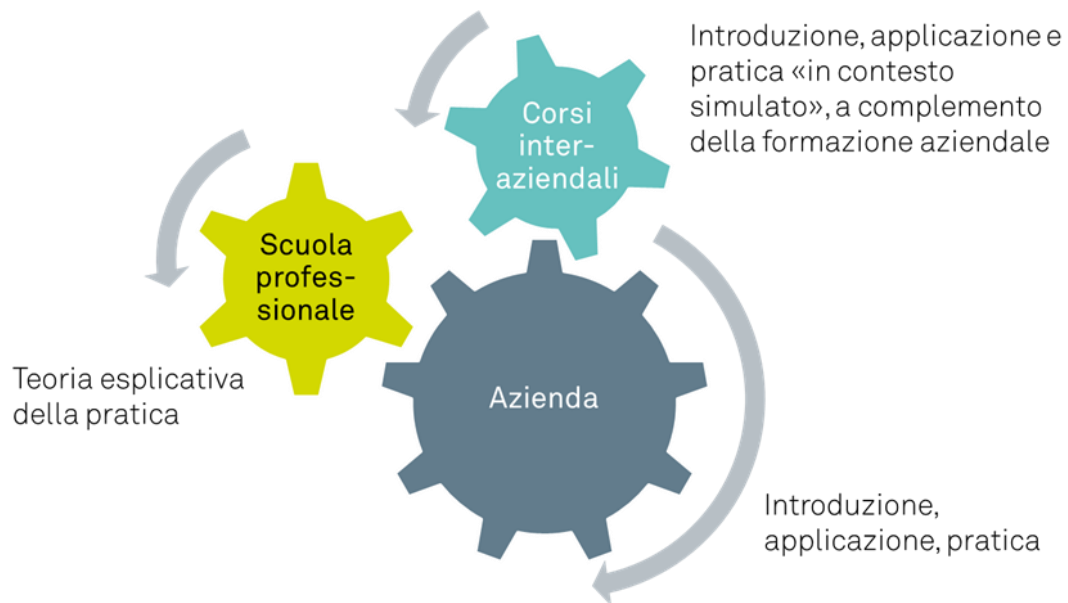 Introduzione, applicazione e
pratica «in contesto
simulato», a complemento
della formazione aziendale
Corsi
inter-
aziendali
Scuola
profes-
sionale
Teoria esplicativa
della pratica
Azienda
Introduzione,
applicazione, pratica